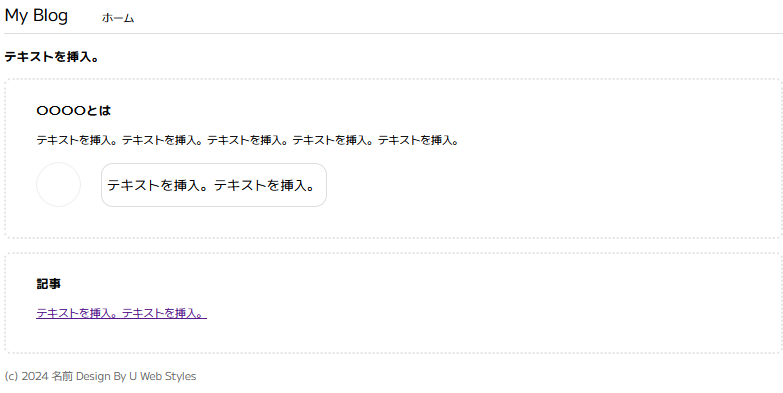 My Blog ホーム
テキストを挿入。
〇〇〇〇とは
テキストを挿入。テキストを挿入。テキストを挿入。テキストを挿入。テキストを挿入。
テキストを挿入。テキストを挿入。
記事
テキストを挿入。テキストを挿入。
(c) 2024 名前 Design By U Web Styles